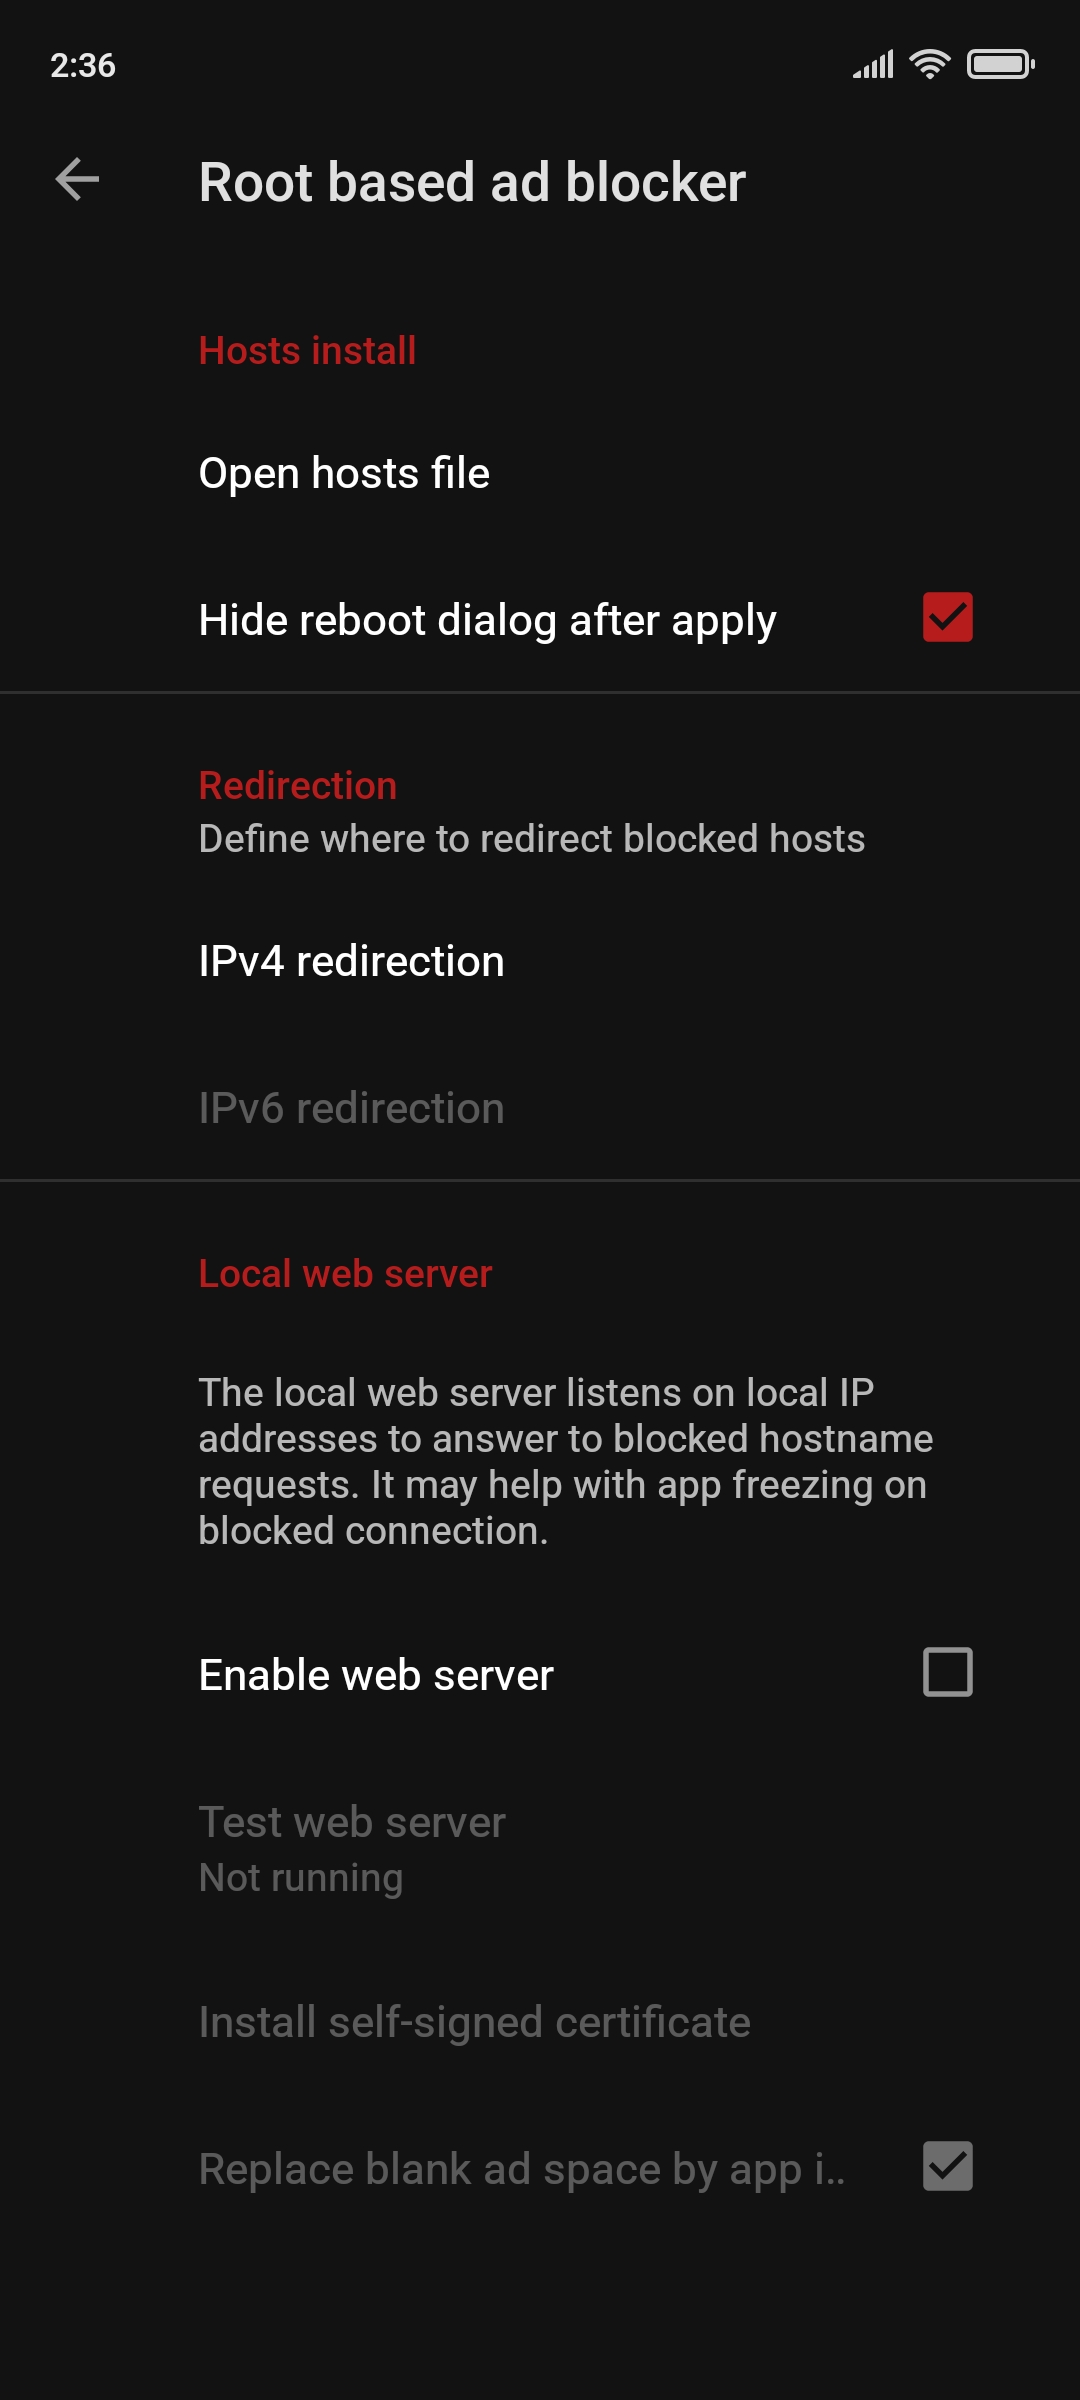 2:36
Root based ad blocker
Hosts install
Open hosts file
Hide reboot dialog after apply
Redirection
Define where to redirect blocked hosts
IPv4 redirection
IPv6 redirection
Local web server
The local web server listens on local IP
addresses to answer to blocked hostname
requests. It may help with app freezing on
blocked connection.
Enable web server
Test web server
Not running
Install self-signed certificate
Replace blank ad space by app i..